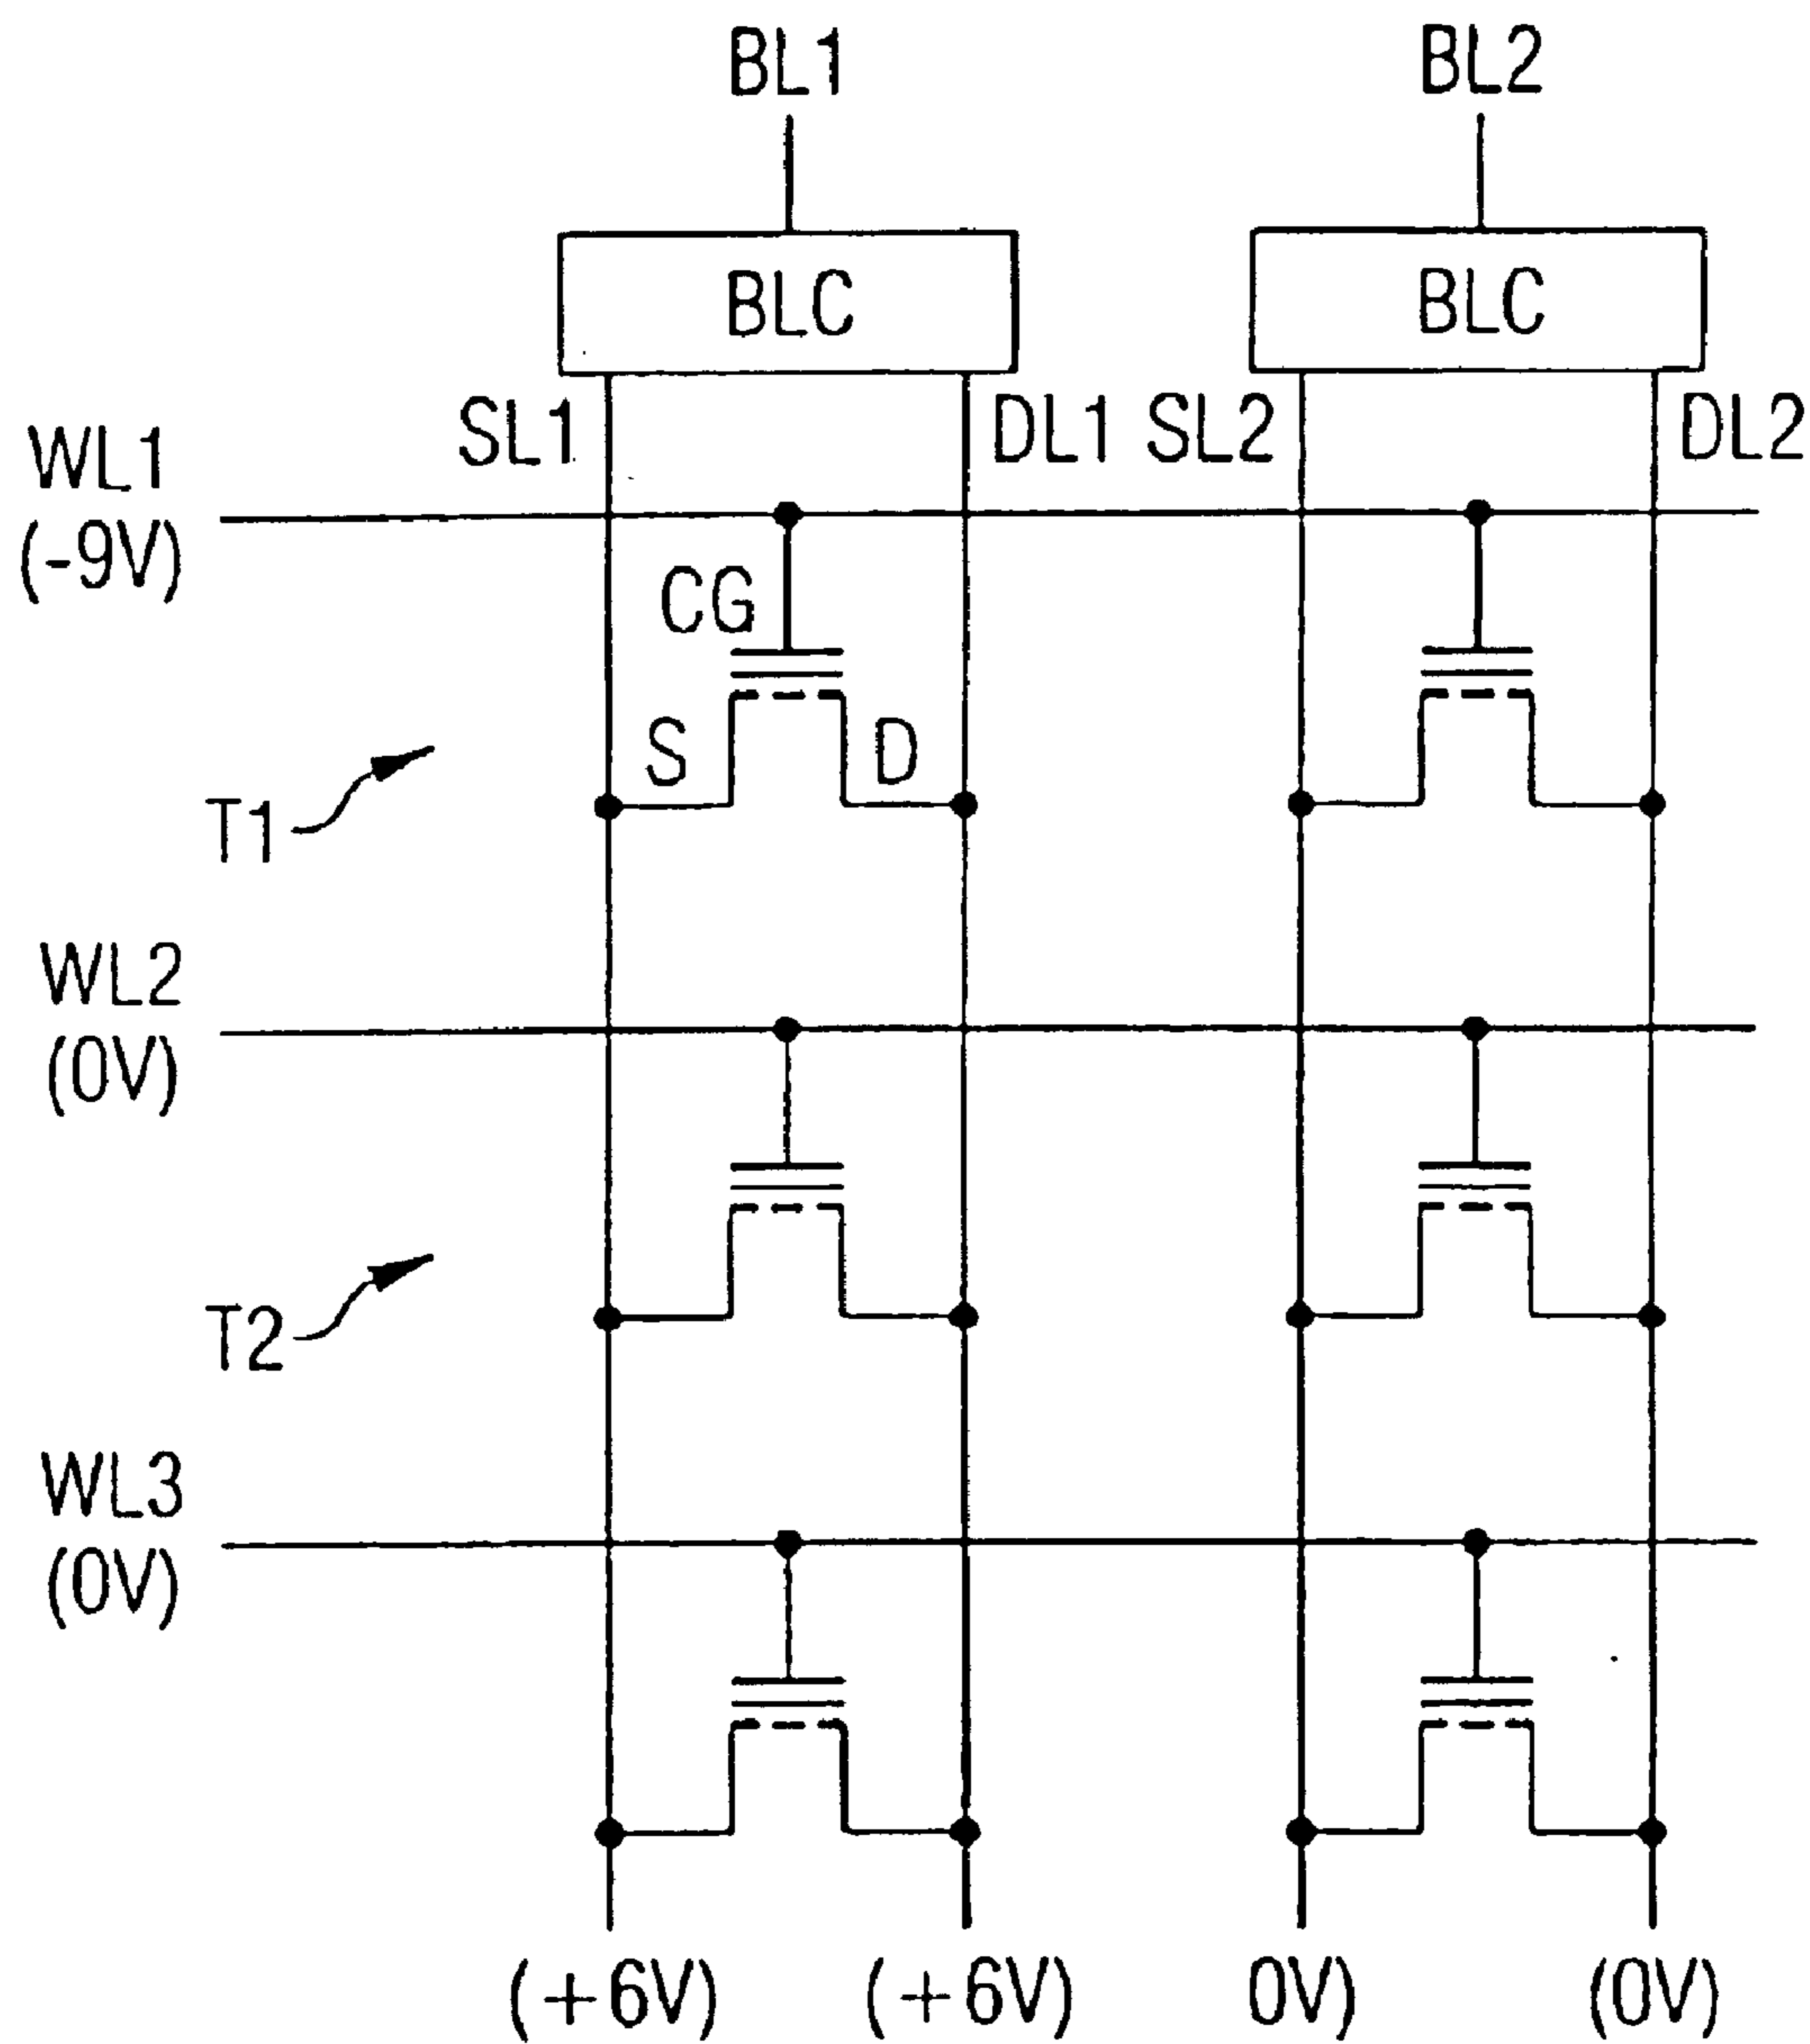 BL1 BL2
BLC BLC
SL1 DL1 SL2 DL2
WL1
(-9V)
CG
S D
T1
WL2
(0V)
T2
WL3
(0V)
(+6V) (+6V) 0V) (0V)